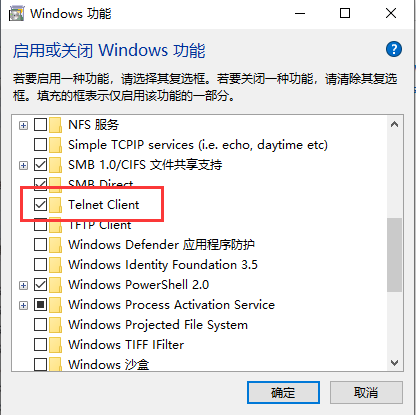 Windows 功能
启用或关闭 Windows 功能
若要启用一种功能，请选择其复选框。若要关闭一种功能，请清除其复选
框。填充的框表示仅启用该功能的一部分。
NFS 服务
Simple TCPIP services (i.e. echo, daytime etc)
SMB 1.0/CIFS 文件共享支持
SMB Direct
Telnet Client
TFTP Client
Windows Defender 应用程序防护
Windows Identity Foundation 3.5
Windows PowerShell 2.0
Windows Process Activation Service
Windows Projected File System
Windows TIFF IFilter
Windows 沙盒
确定
取消